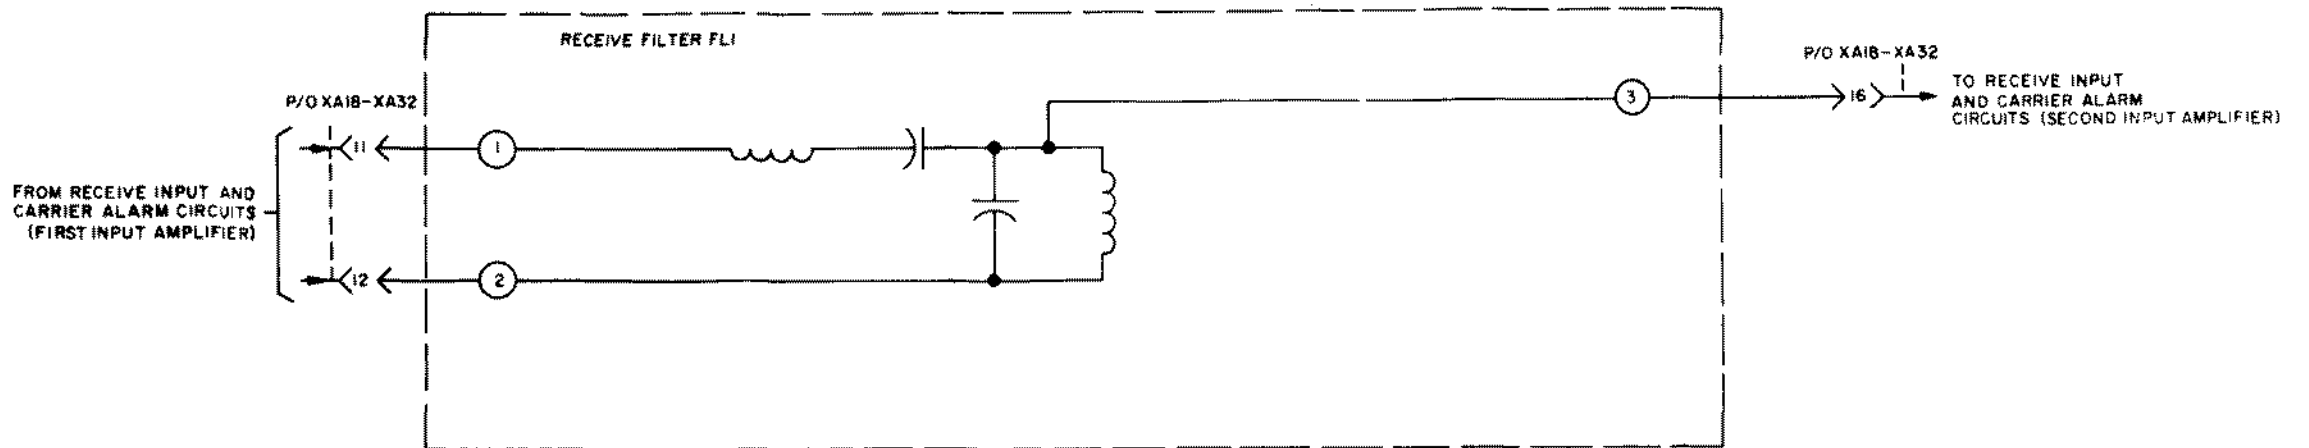 RECEIVE FILTER FL1
P/O XA18-XA32
11
1
12
2
FROM RECEIVE INPUT AND
CARRIER ALARM CIRCUITS
(FIRST INPUT AMPLIFIER)
3
P/O XA18-XA32
16
TO RECEIVE INPUT
AND CARRIER ALARM
CIRCUITS (SECOND INPUT AMPLIFIER)